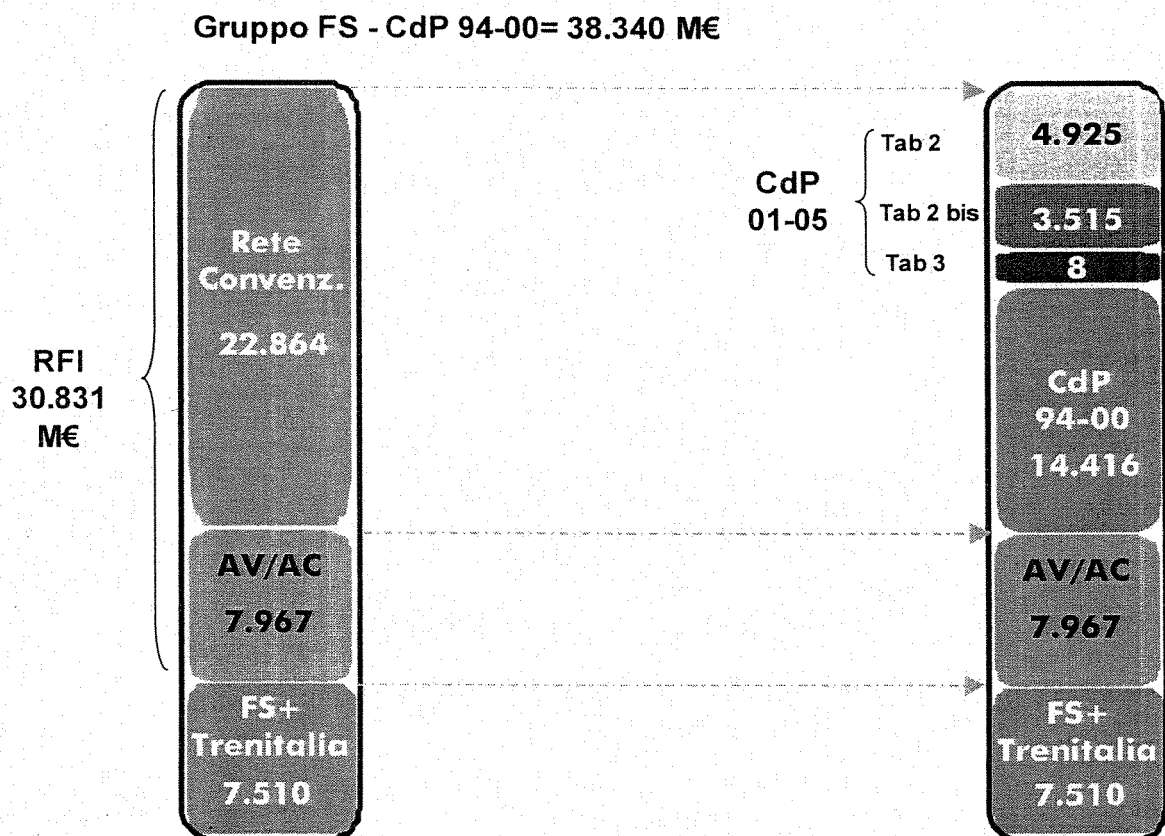 Gruppo FS - CdP 94-00= 38.340 M€
RFI
30.831
M€
Rete
Convenz.
22.864
AV/AC
7.967
FS+
Trenitalia
7.510
CdP
01-05
Tab 2
Tab 2 bis
Tab 3
4.925
3.515
8
CdP
94-00
14.416
AV/AC
7.967
FS+
Trenitalia
7.510